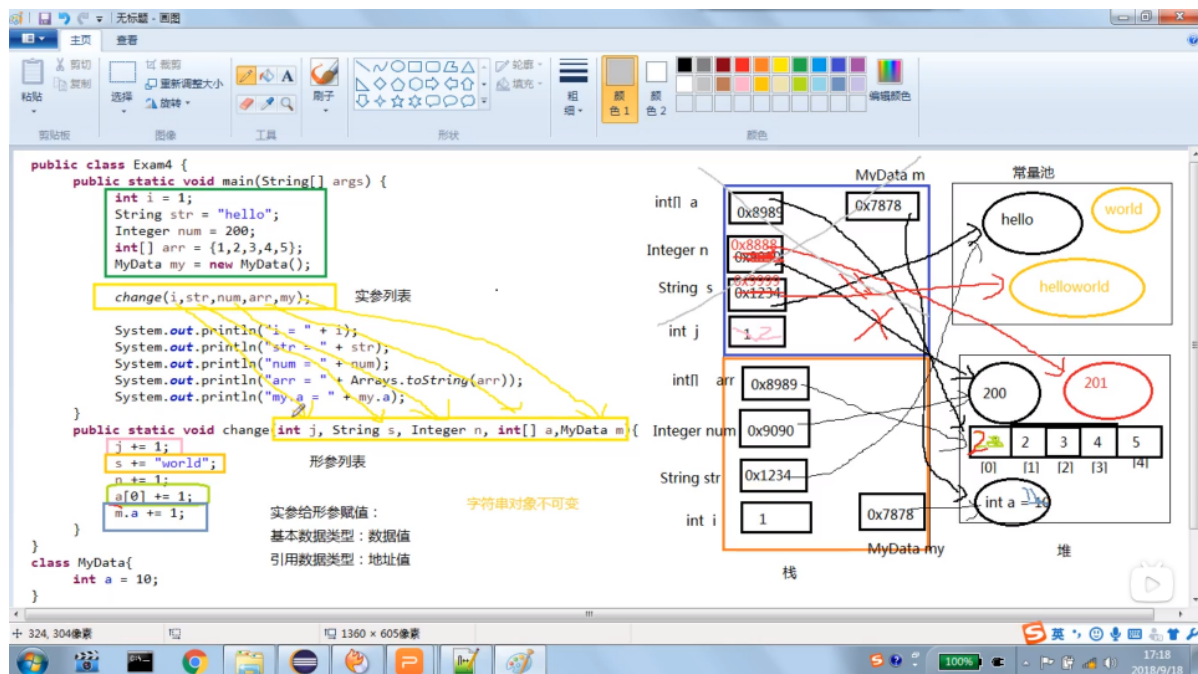 无标题 - 画图
主页 查看
粘贴
剪切
复制
剪贴板
选择
裁剪
重新调整大小
旋转
图像
A
工具
刷子
形状
轮廓
填充
粗细
颜色 1
颜色 2
编辑颜色
颜色
public class Exam4 {
public static void main(String[] args) {
int i = 1;
String str = "hello";
Integer num = 200;
int[] arr = {1,2,3,4,5};
MyData my = new MyData();
change(i,str,num,arr,my);
实参列表
System.out.println("i = " + i);
System.out.println("str = " + str);
System.out.println("num = " + num);
System.out.println("arr = " + Arrays.toString(arr));
System.out.println("my.a = " + my.a);
}
public static void change(int j, String s, Integer n, int[] a,MyData m){
j += 1;
s += "world";
n += 1;
a[0] += 1;
m.a += 1;
}
}
class MyData{
int a = 10;
}
形参列表
实参给形参赋值：
基本数据类型：数据值
引用数据类型：地址值
字符串对象不可变
MyData m
int[] a
0x8989
0x7878
Integer n
0x8888
String s
0x9999
0x1234
int j
1 2
int[] arr
0x8989
Integer num
0x9090
String str
0x1234
int i
1
0x7878
MyData my
栈
常量池
hello
world
helloworld
200
201
2 2 3 4 5
[0] [1] [2] [3] [4]
int a = 10
堆
324, 304像素
1360 × 605像素
100%
英
100%
17:18
2018/9/18